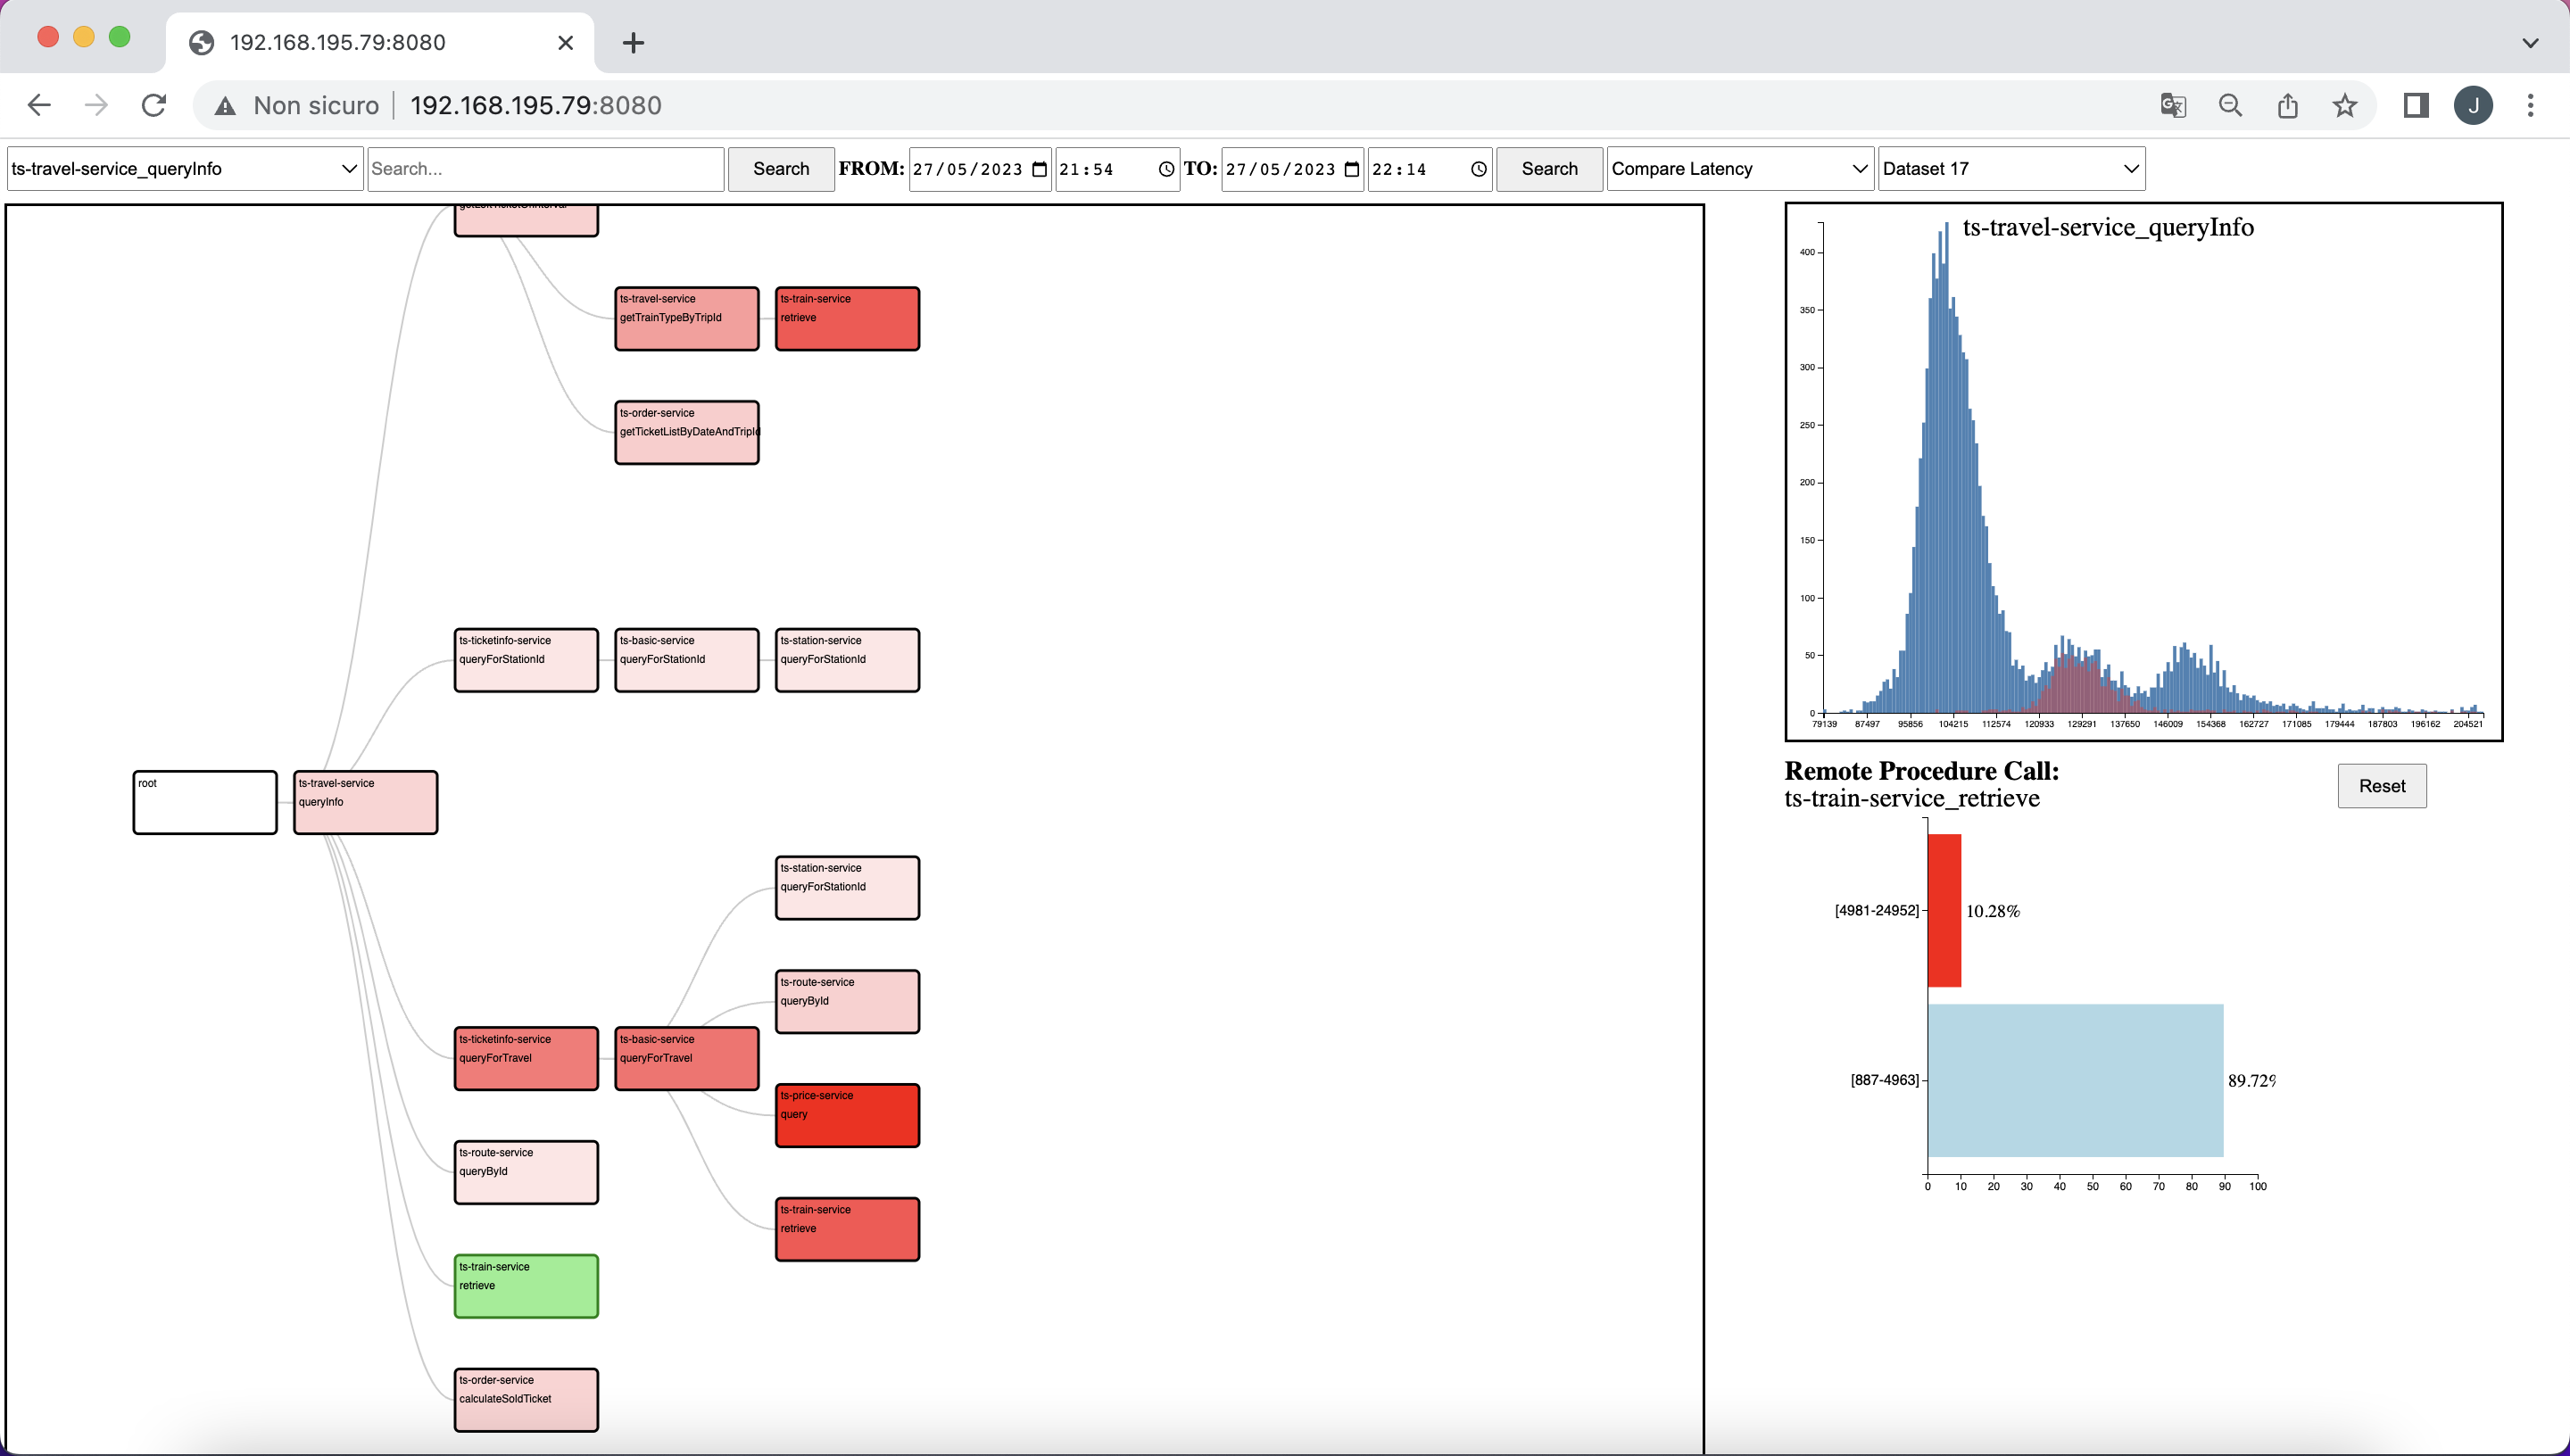 192.168.195.79:8080
Non sicuro 192.168.195.79:8080
J
ts-travel-service_queryInfo Search... Search FROM: 27/05/2023 21:54 TO: 27/05/2023 22:14 Search Compare Latency Dataset 17
ts-travel-service
getTrainTypeByTripId
ts-train-service
retrieve
ts-order-service
getTicketListByDateAndTripId
ts-ticketinfo-service
queryForStationId
ts-basic-service
queryForStationId
ts-station-service
queryForStationId
root
ts-travel-service
queryInfo
ts-station-service
queryForStationId
ts-route-service
queryById
ts-ticketinfo-service
queryForTravel
ts-basic-service
queryForTravel
ts-price-service
query
ts-route-service
queryById
ts-train-service
retrieve
ts-train-service
retrieve
ts-order-service
calculateSoldTicket
ts-travel-service_queryInfo
400
350
300
250
200
150
100
50
0
79139 87497 95856 104215 112574 120933 129291 137650 146009 154368 162727 171085 179444 187803 196162 204521
Remote Procedure Call:
ts-train-service_retrieve
Reset
[4981-24952] 10.28%
[887-4963] 89.72%
0 10 20 30 40 50 60 70 80 90 100